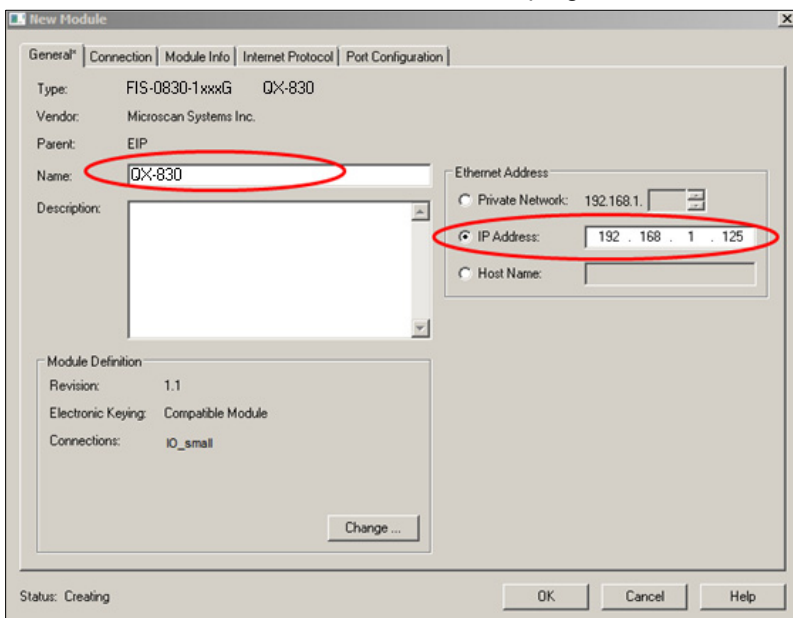 New Module
General* Connection Module Info Internet Protocol Port Configuration
Type: FIS-0830-1xxxG QX-830
Vendor: Microscan Systems Inc.
Parent: EIP
Name: QX-830
Description:
Ethernet Address
Private Network: 192.168.1.
IP Address: 192 . 168 . 1 . 125
Host Name:
Module Definition
Revision: 1.1
Electronic Keying: Compatible Module
Connections: IO_small
Change ...
Status: Creating
OK Cancel Help